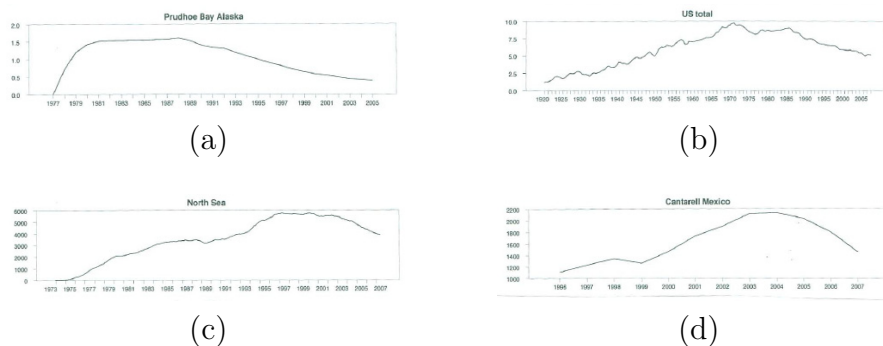 Prudhoe Bay Alaska
2.0
1.5
1.0
0.5
0.0
1977 1979 1981 1983 1985 1987 1989 1991 1993 1995 1997 1999 2001 2003 2005
(a)
US total
10.0
7.5
5.0
2.5
0.0
1920 1925 1930 1935 1940 1945 1950 1955 1960 1965 1970 1975 1980 1985 1990 1995 2000 2005
(b)
North Sea
6000
5000
4000
3000
2000
1000
0
1973 1975 1977 1979 1981 1983 1985 1987 1989 1991 1993 1995 1997 1999 2001 2003 2005 2007
(c)
Cantarell Mexico
2200
2000
1800
1600
1400
1200
1000
1996 1997 1998 1999 2000 2001 2002 2003 2004 2005 2006 2007
(d)